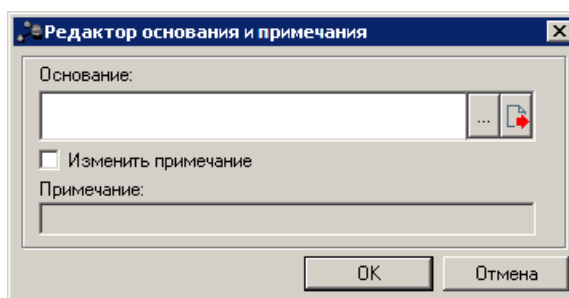 Редактор основания и примечания
Основание:
...
Изменить примечание
Примечание:
OK
Отмена